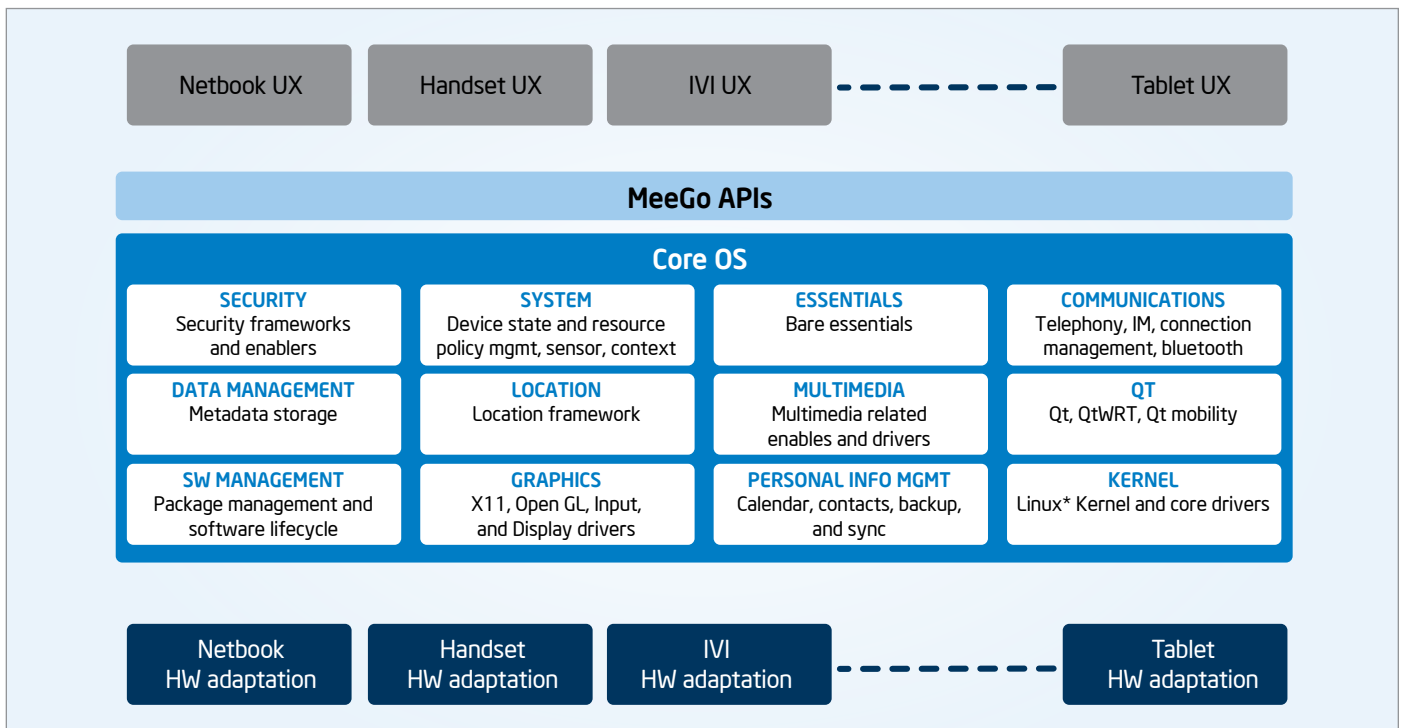 Netbook UX
Handset UX
IVI UX
Tablet UX
MeeGo APIs
Core OS
SECURITY
Security frameworks
and enablers
SYSTEM
Device state and resource
policy mgmt, sensor, context
ESSENTIALS
Bare essentials
COMMUNICATIONS
Telephony, IM, connection
management, bluetooth
DATA MANAGEMENT
Metadata storage
LOCATION
Location framework
MULTIMEDIA
Multimedia related
enables and drivers
QT
Qt, QtWRT, Qt mobility
SW MANAGEMENT
Package management and
software lifecycle
GRAPHICS
X11, Open GL, Input,
and Display drivers
PERSONAL INFO MGMT
Calendar, contacts, backup,
and sync
KERNEL
Linux* Kernel and core drivers
Netbook
HW adaptation
Handset
HW adaptation
IVI
HW adaptation
Tablet
HW adaptation